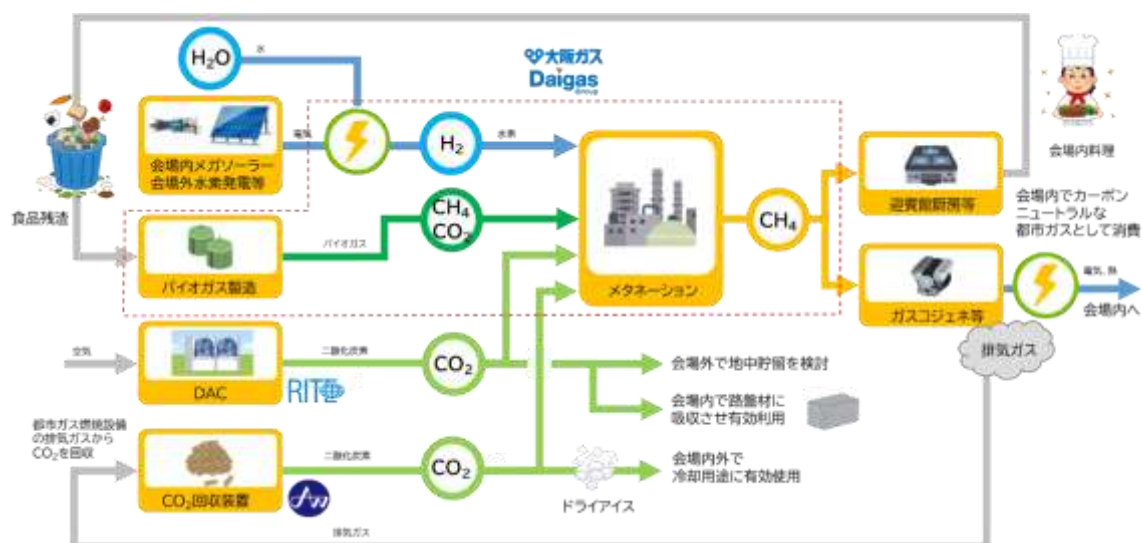 H₂O
水
大阪ガス
Daigas
Group
会場内メガソーラー
会場外水素発電等
電気
H₂
水素
食品残渣
バイオガス製造
バイオガス
CH₄
CO₂
メタネーション
CH₄
迎賓館厨房等
会場内料理
会場内でカーボン
ニュートラルな
都市ガスとして消費
ガスコジェネ等
電気、熱
会場内へ
排気ガス
空気
DAC
二酸化炭素
RITE
CO₂
会場外で地中貯留を検討
会場内で路盤材に
吸収させ有効利用
都市ガス燃焼設備
の排気ガスから
CO₂を回収
CO₂回収装置
二酸化炭素
CO₂
ドライアイス
会場内外で
冷却用途に有効使用
排気ガス